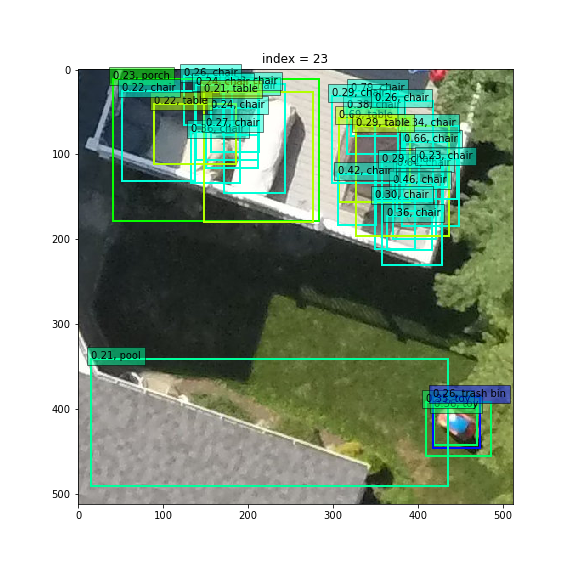 index = 23
0.23, porch
0.26, chair
0.22, chair
0.24, chair
0.21, table
0.22, table
0.24, chair
0.27, chair
0.29, chair
0.26, chair
0.38, chair
0.29, table
0.34, chair
0.66, chair
0.29, chair
0.23, chair
0.42, chair
0.46, chair
0.30, chair
0.36, chair
0.21, pool
0.26, trash bin
0
100
200
300
400
500
0
100
200
300
400
500